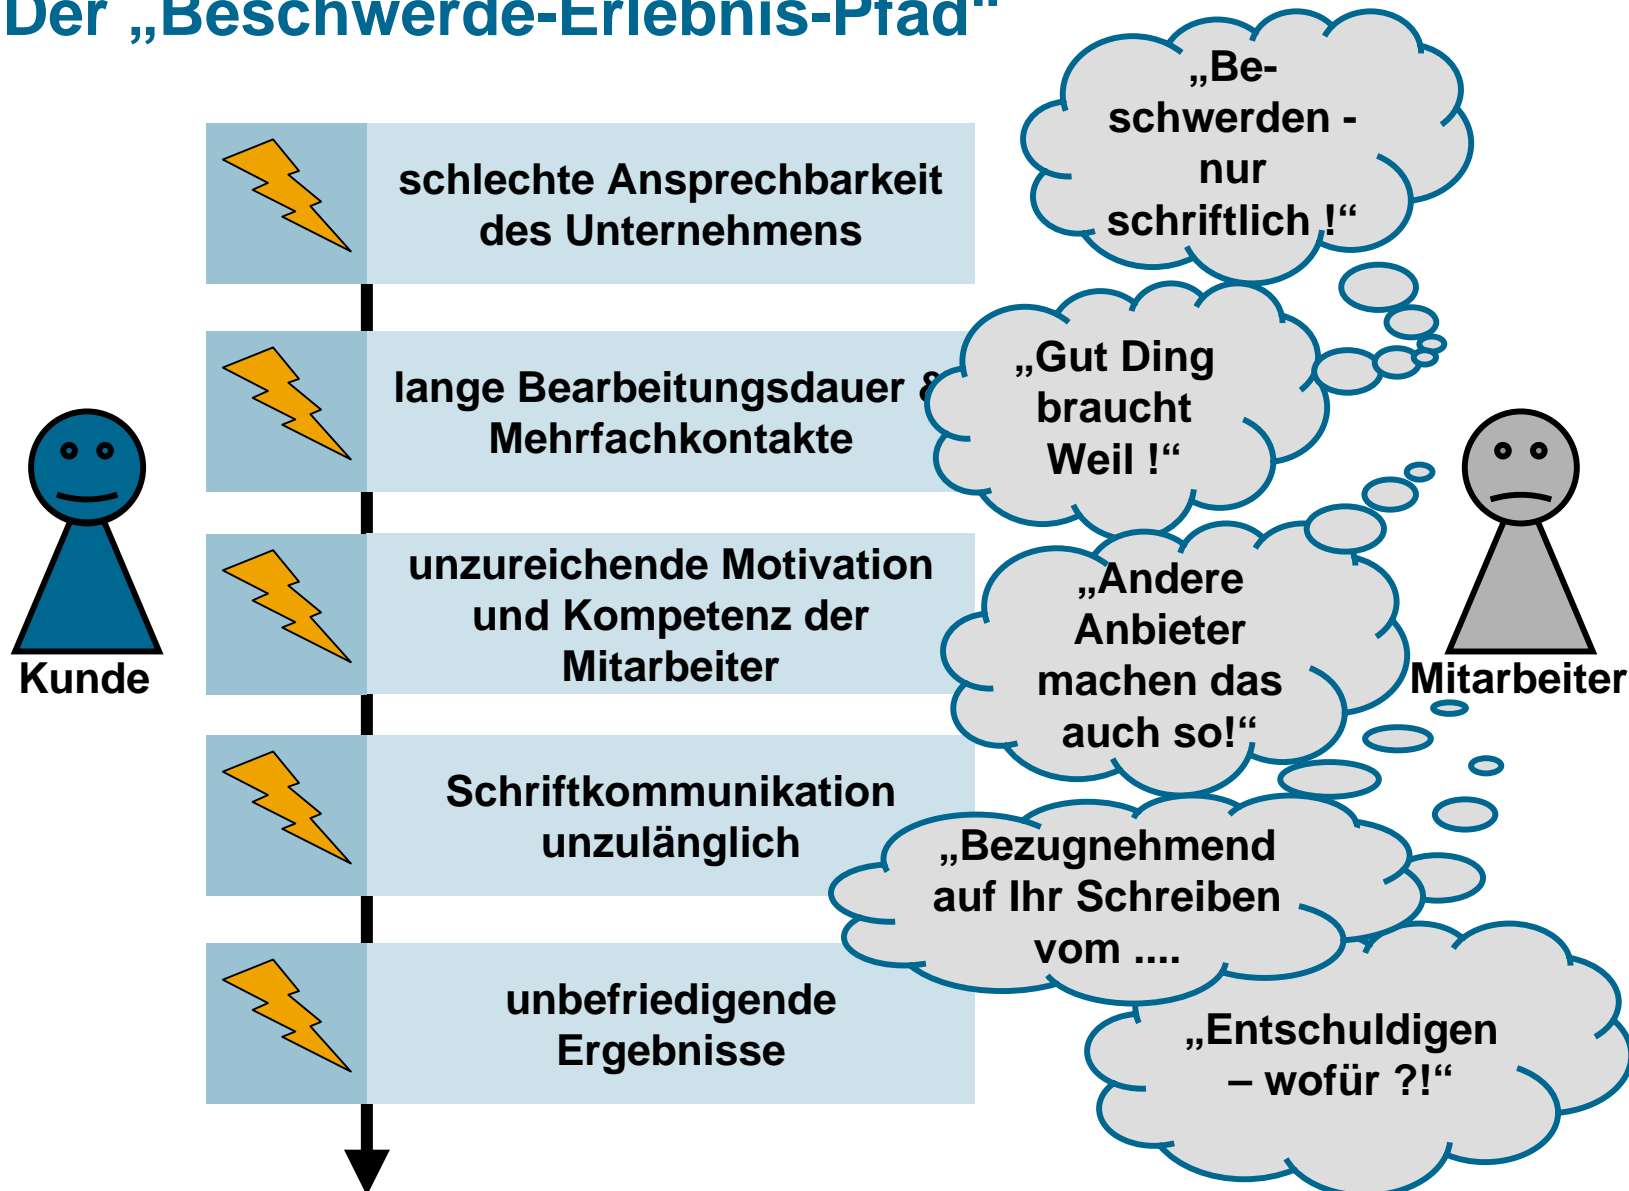 Der „Beschwerde-Erlebnis-Pfad“
„Be-
schwerden -
nur
schriftlich !“
schlechte Ansprechbarkeit
des Unternehmens
„Gut Ding
braucht
Weil !“
lange Bearbeitungsdauer &
Mehrfachkontakte
unzureichende Motivation
und Kompetenz der
Mitarbeiter
„Andere
Anbieter
machen das
auch so!“
Kunde
Mitarbeiter
Schriftkommunikation
unzulänglich
„Bezugnehmend
auf Ihr Schreiben
vom ....
unbefriedigende
Ergebnisse
„Entschuldigen
– wofür ?!“